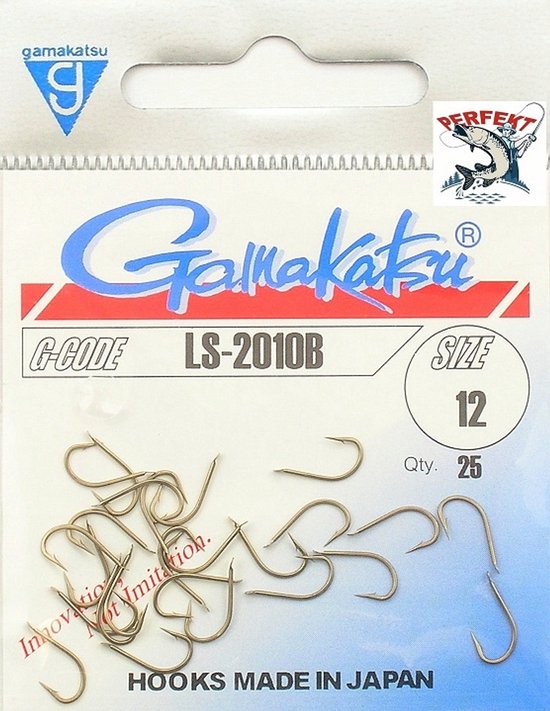 gamakatsu
g
PERFEKT
Gamakatsu®
G-CODE LS-2010B
SIZE
12
Qty. 25
Innovation,
Not Imitation.
HOOKS MADE IN JAPAN